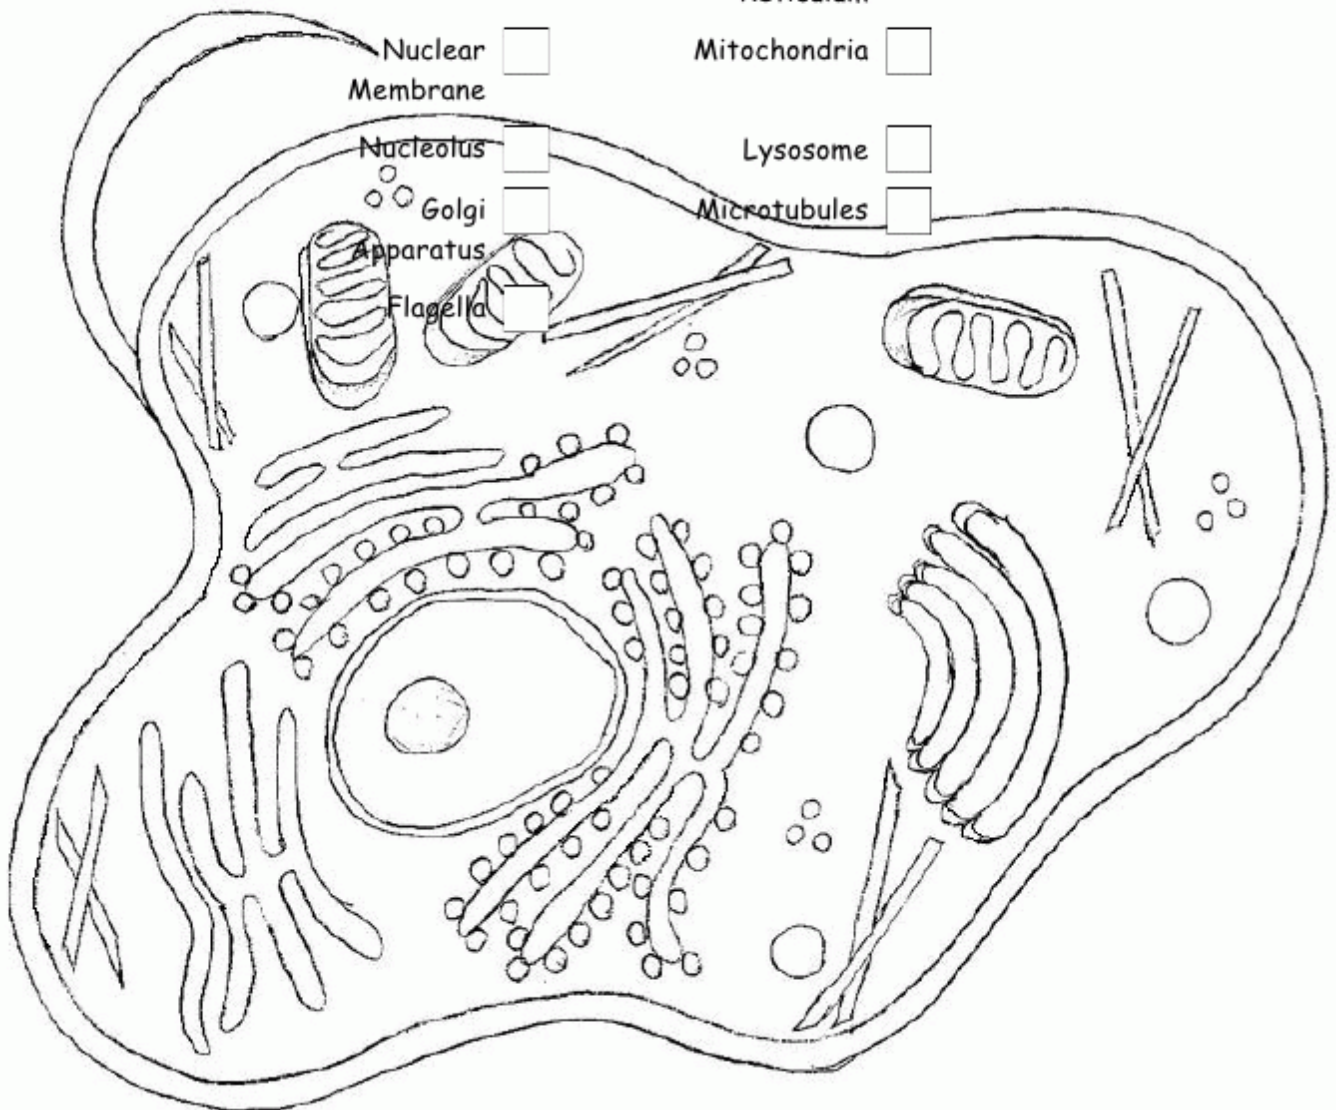 Nuclear
Membrane
Nucleolus
Golgi
Apparatus
Flagella
Mitochondria
Lysosome
Microtubules